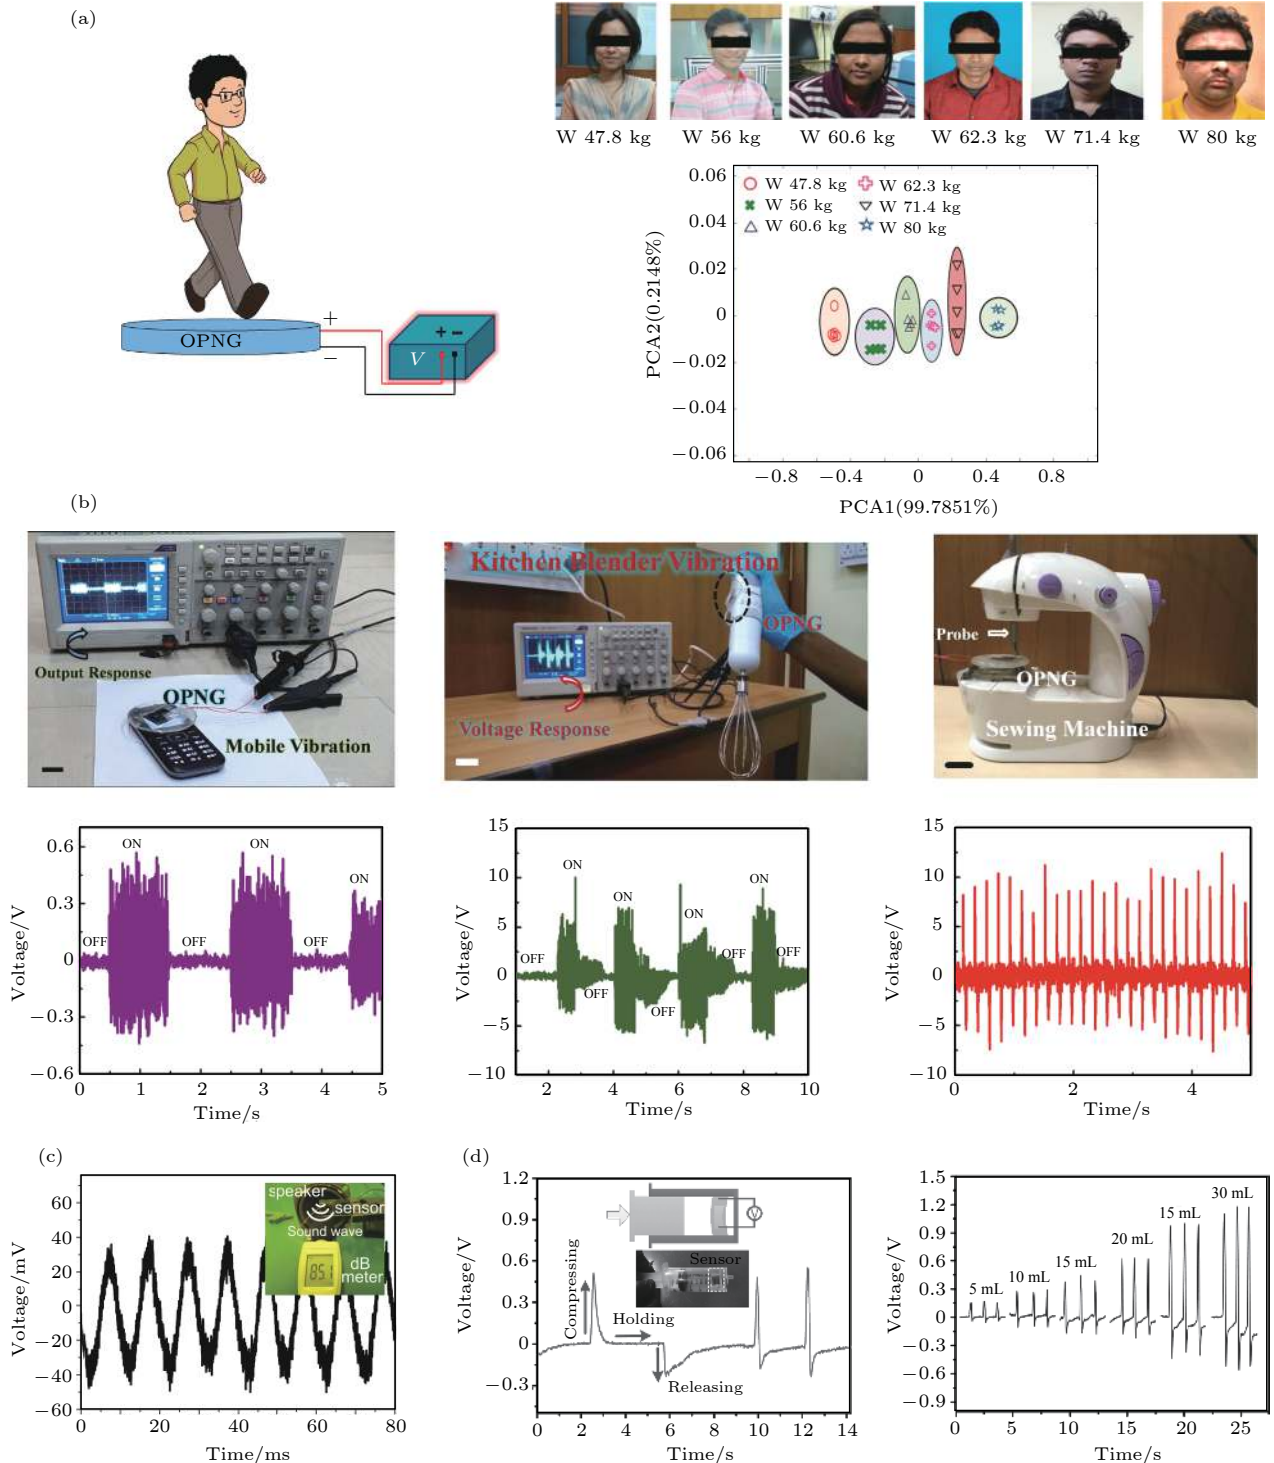 (a)
W 47.8 kg
W 56 kg
W 60.6 kg
W 62.3 kg
W 71.4 kg
W 80 kg
+
−
OPNG
+ −
V
0.06
0.04
0.02
0
−0.02
−0.04
−0.06
PCA2(0.2148%)
W 47.8 kg
W 56 kg
W 60.6 kg
W 62.3 kg
W 71.4 kg
W 80 kg
−0.8 −0.4 0 0.4 0.8
PCA1(99.7851%)
(b)
Output Response
OPNG
Mobile Vibration
Kitchen Blender Vibration
OPNG
Voltage Response
Probe
OPNG
Sewing Machine
Voltage/V
0.6
0.3
0
−0.3
−0.6
OFF
ON
OFF
ON
OFF
ON
0 1 2 3 4 5
Time/s
Voltage/V
15
10
5
0
−5
−10
OFF
ON
OFF
ON
OFF
ON
OFF
ON
OFF
2 4 6 8 10
Time/s
Voltage/V
15
10
5
0
−5
−10
0 2 4
Time/s
(c)
Voltage/mV
60
40
20
0
−20
−40
−60
speaker
sensor
Sound wave
dB
meter
851
0 20 40 60 80
Time/ms
(d)
Voltage/V
1.2
0.9
0.6
0.3
0
−0.3
V
Sensor
Compressing
Holding
Releasing
0 2 4 6 8 10 12 14
Time/s
Voltage/V
1.5
1.2
0.9
0.6
0.3
0
−0.3
−0.6
−0.9
5 mL
10 mL
15 mL
20 mL
15 mL
30 mL
0 5 10 15 20 25
Time/s